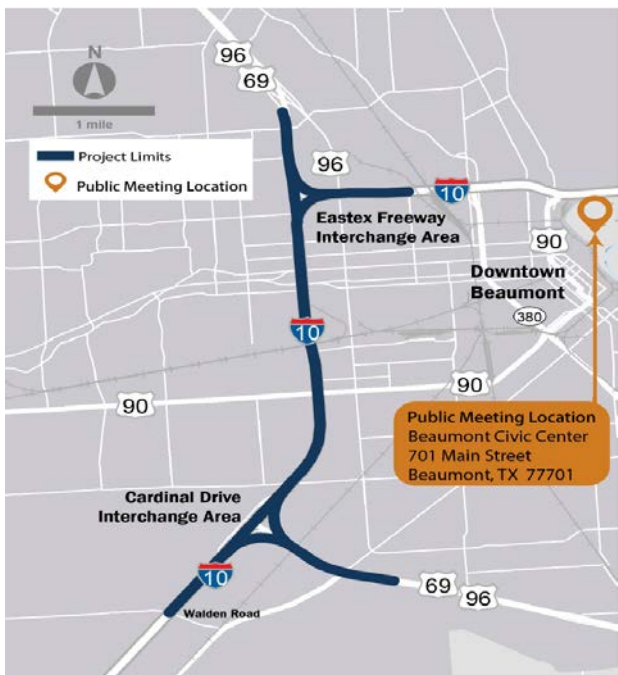 N
1 mile
Project Limits
Public Meeting Location
96
69
96
10
Eastex Freeway
Interchange Area
90
Downtown
Beaumont
380
10
90
90
Public Meeting Location
Beaumont Civic Center
701 Main Street
Beaumont, TX 77701
Cardinal Drive
Interchange Area
10
69
96
Walden Road